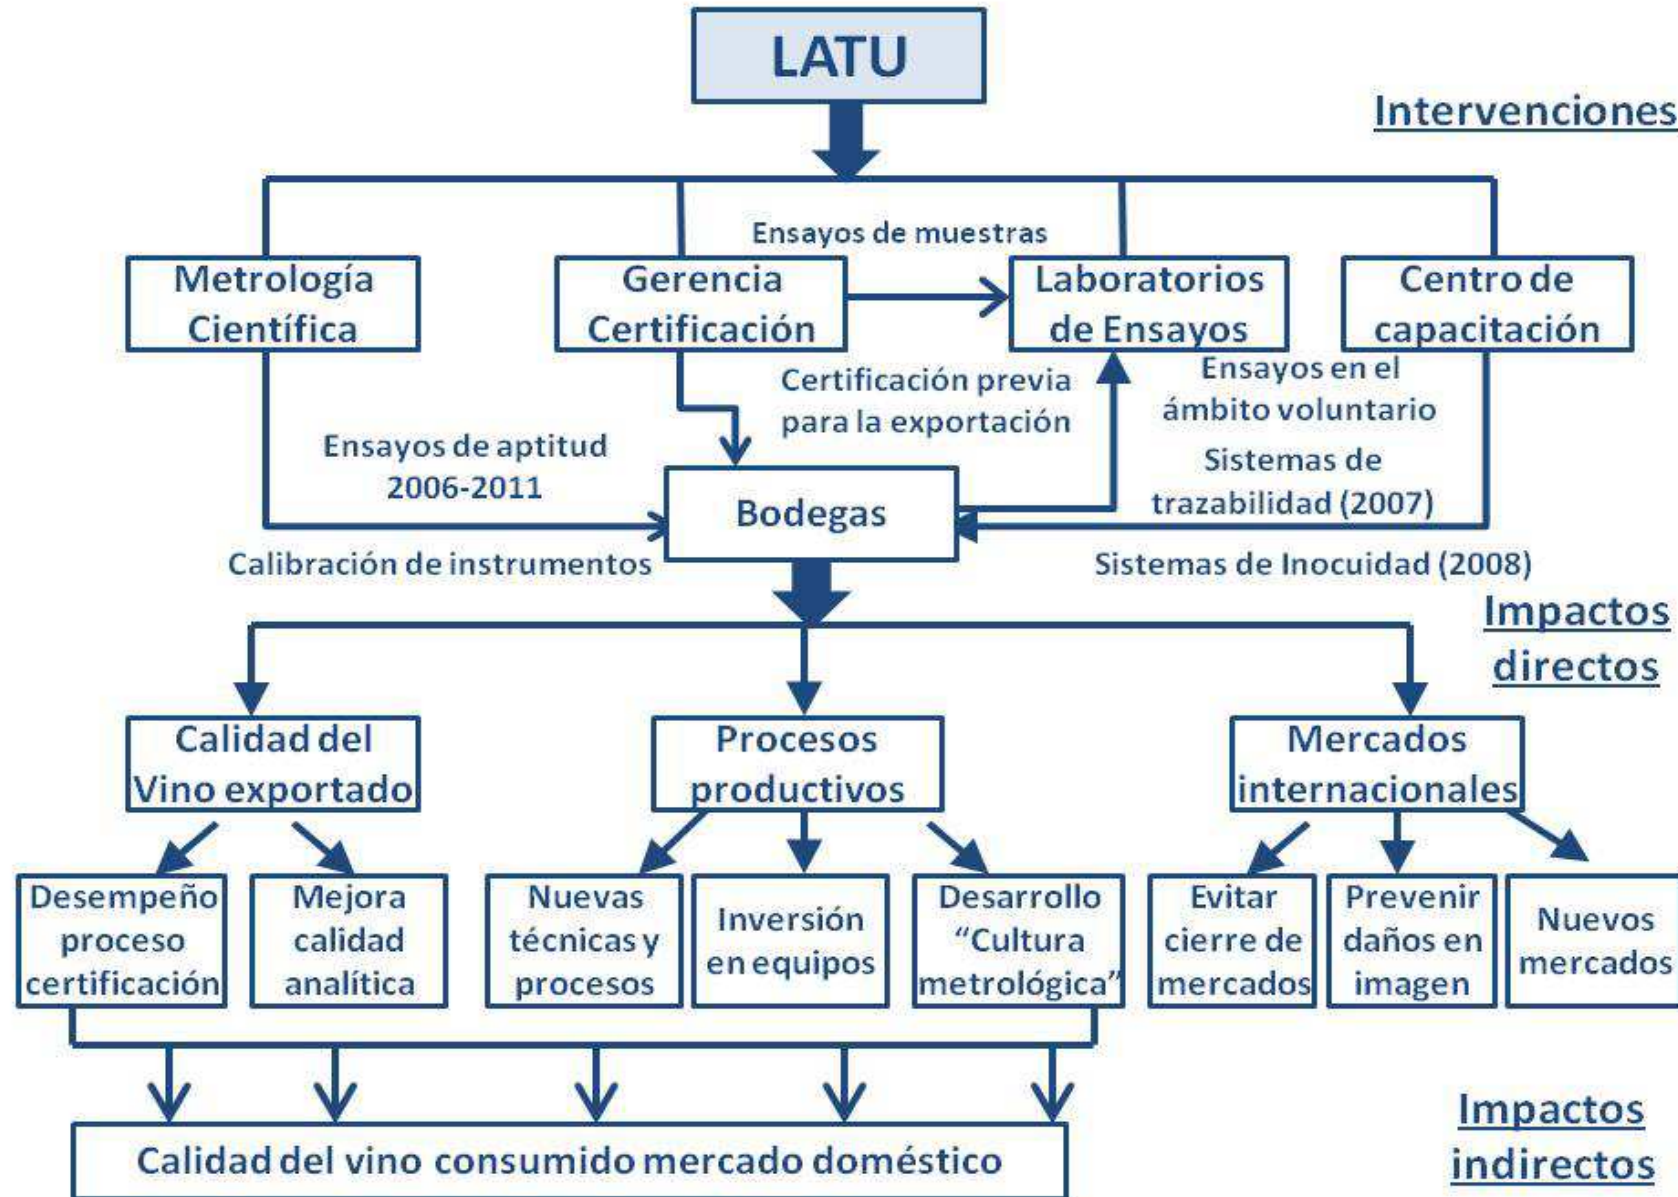 LATU
Intervenciones
Ensayos de muestras
Metrología
Científica
Gerencia
Certificación
Laboratorios
de Ensayos
Centro de
capacitación
Certificación previa
para la exportación
Ensayos en el
ámbito voluntario
Ensayos de aptitud
2006-2011
Sistemas de
trazabilidad (2007)
Bodegas
Calibración de instrumentos
Sistemas de Inocuidad (2008)
Impactos
directos
Calidad del
Vino exportado
Procesos
productivos
Mercados
internacionales
Desempeño
proceso
certificación
Mejora
calidad
analítica
Nuevas
técnicas y
procesos
Inversión
en equipos
Desarrollo
“Cultura
metrológica”
Evitar
cierre de
mercados
Prevenir
daños en
imagen
Nuevos
mercados
Calidad del vino consumido mercado doméstico
Impactos
indirectos